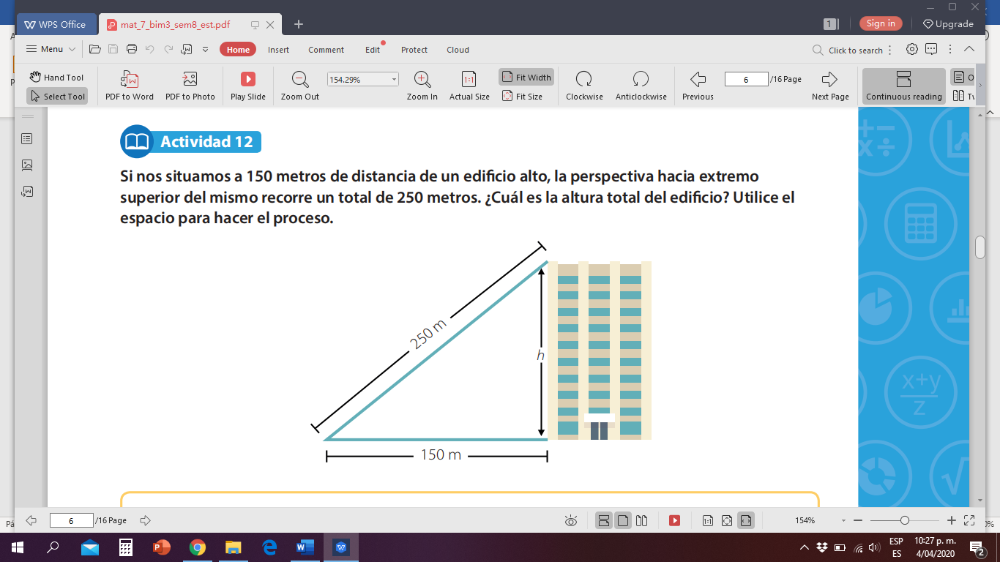 WPS Office
mat_7_bim3_sem8_est.pdf
1
Sign in
Upgrade
Menu
Home
Insert
Comment
Edit
Protect
Cloud
Click to search
Hand Tool
Select Tool
PDF to Word
PDF to Photo
Play Slide
Zoom Out
154.29%
Zoom In
1:1
Actual Size
Fit Width
Fit Size
Clockwise
Anticlockwise
Previous
6
/16 Page
Next Page
Continuous reading
Actividad 12
Si nos situamos a 150 metros de distancia de un edificio alto, la perspectiva hacia extremo
superior del mismo recorre un total de 250 metros. ¿Cuál es la altura total del edificio? Utilice el
espacio para hacer el proceso.
250 m
h
150 m
x+y
z
6
/16 Page
1:1
154%
ESP
ES
10:27 p. m.
4/04/2020
2